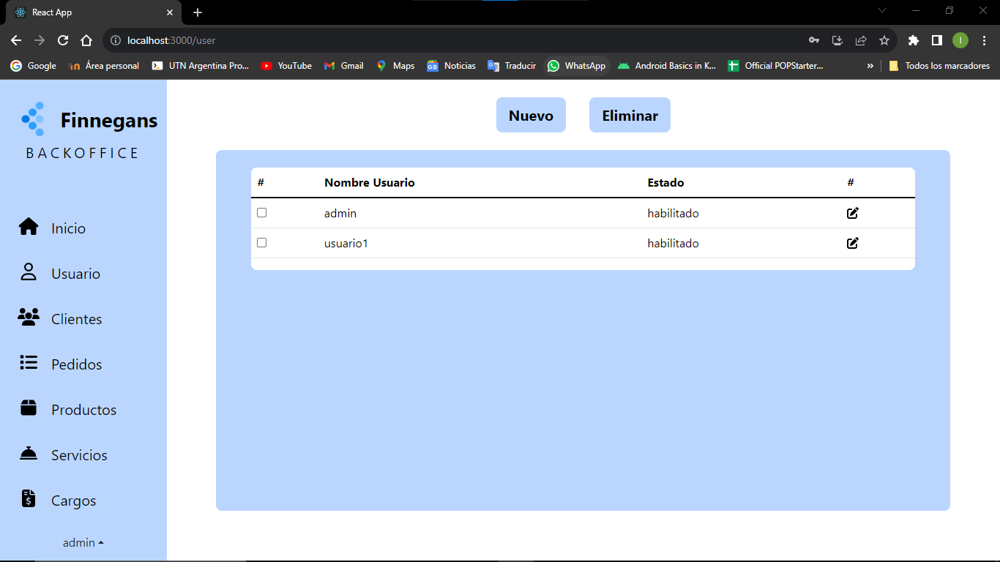 React App
localhost:3000/user
I
Google
Área personal
UTN Argentina Pro...
YouTube
Gmail
Maps
Noticias
Traducir
WhatsApp
Android Basics in K...
Official POPStarter...
»
Todos los marcadores
Finnegans
BACKOFFICE
Inicio
Usuario
Clientes
Pedidos
Productos
Servicios
Cargos
admin
Nuevo Eliminar
# Nombre Usuario Estado #
admin habilitado
usuario1 habilitado